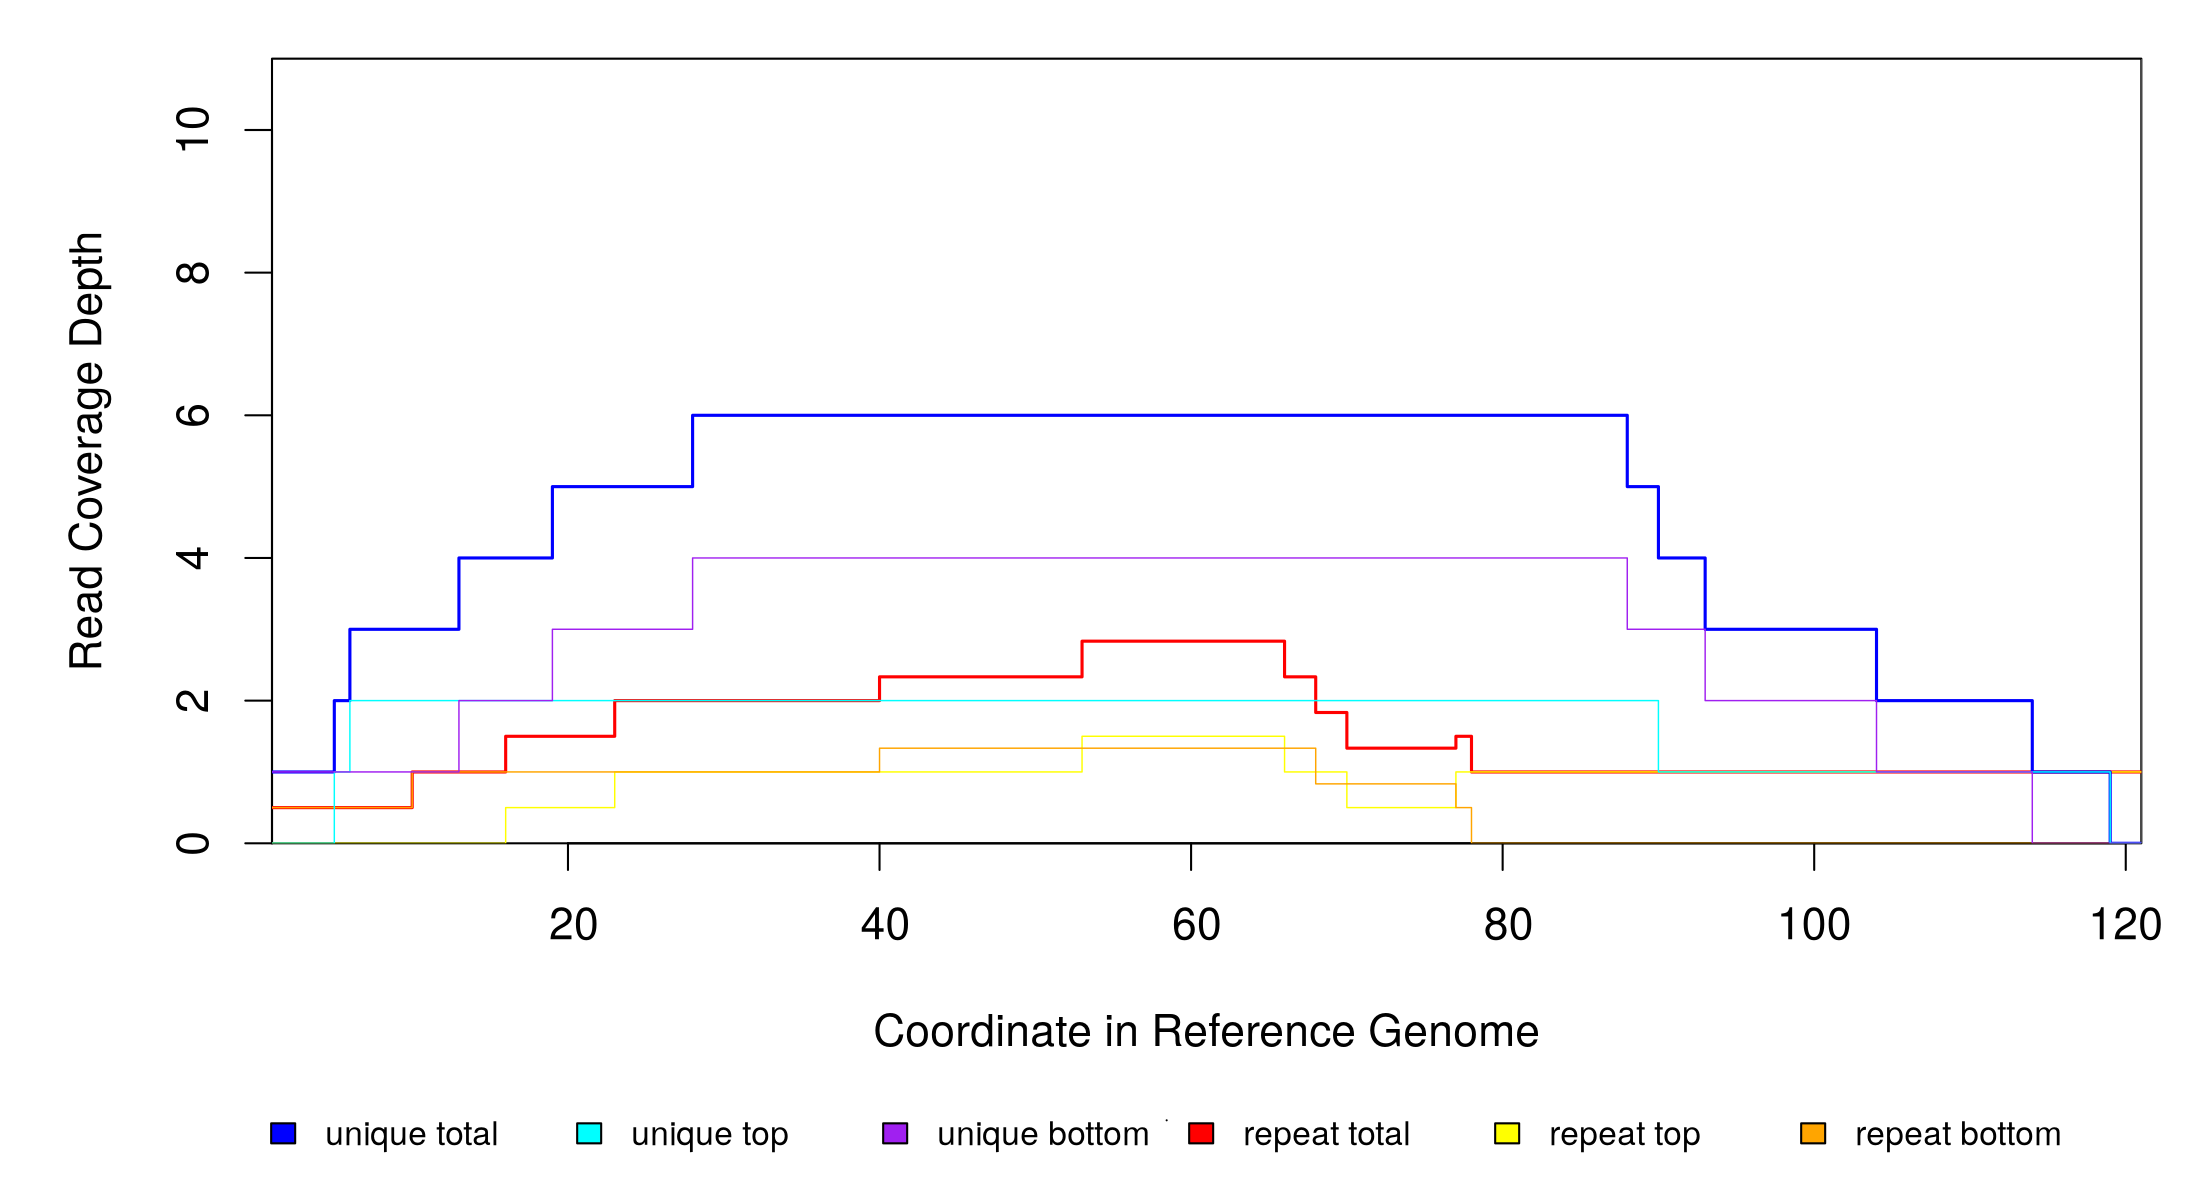 10
8
6
4
2
0
Read Coverage Depth
20 40 60 80 100 120
Coordinate in Reference Genome
unique total unique top unique bottom repeat total repeat top repeat bottom